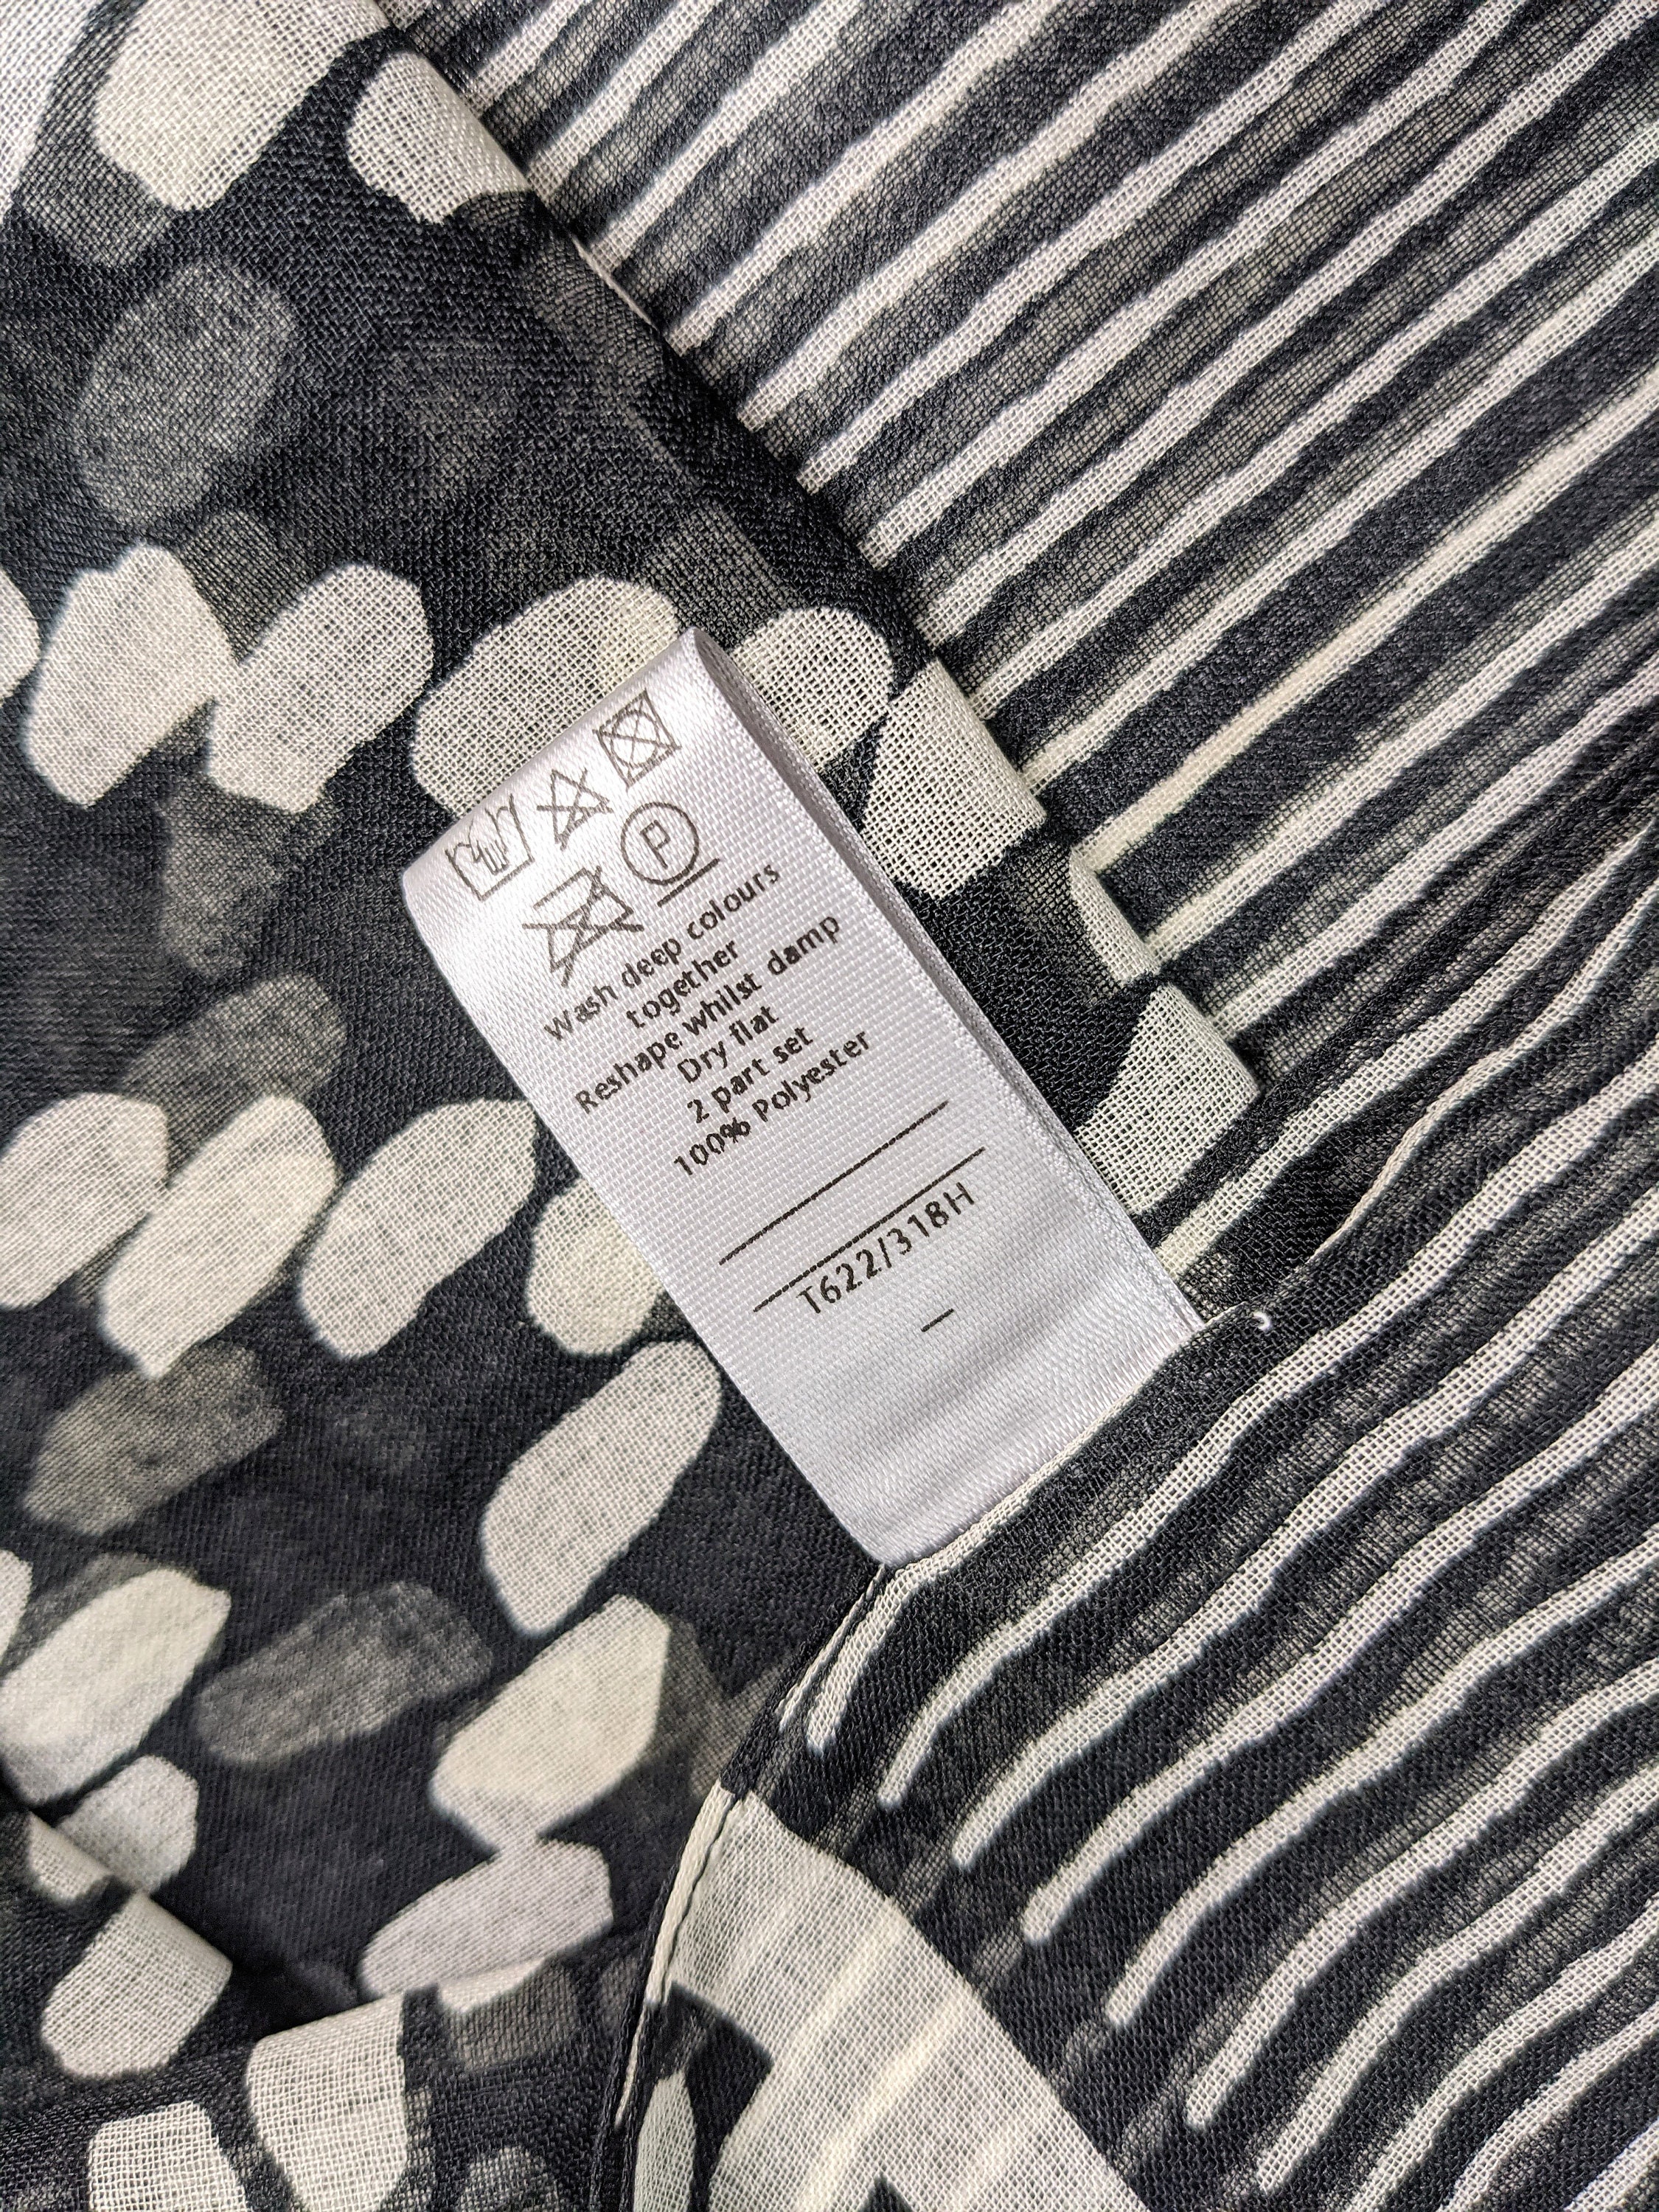 P
Wash deep colours
together
Reshape whilst damp
Dry flat
2 part set
100% Polyester
T622/318H
–